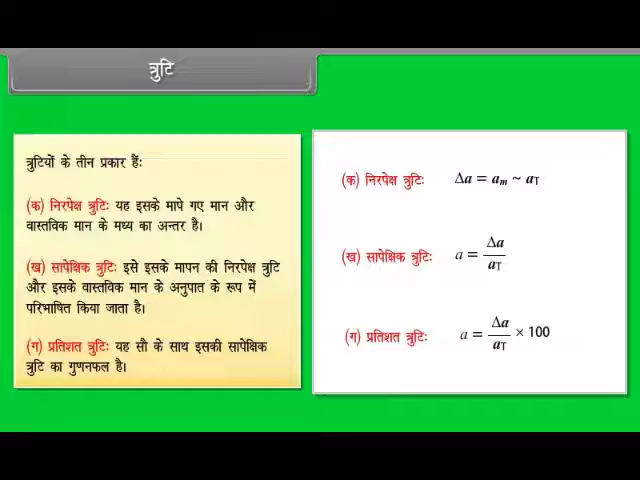 त्रुटि
त्रुटियों के तीन प्रकार हैं:
(क) निरपेक्ष त्रुटि: यह इसके मापे गए मान और
वास्तविक मान के मध्य का अन्तर है।
(ख) सापेक्षिक त्रुटि: इसे इसके मापन की निरपेक्ष त्रुटि
और इसके वास्तविक मान के अनुपात के रूप में
परिभाषित किया जाता है।
(ग) प्रतिशत त्रुटि: यह सौ के साथ इसकी सापेक्षिक
त्रुटि का गुणनफल है।
(क) निरपेक्ष त्रुटि: Δa = aₘ ~ a_T
(ख) सापेक्षिक त्रुटि: a = Δa / a_T
(ग) प्रतिशत त्रुटि: a = Δa / a_T × 100